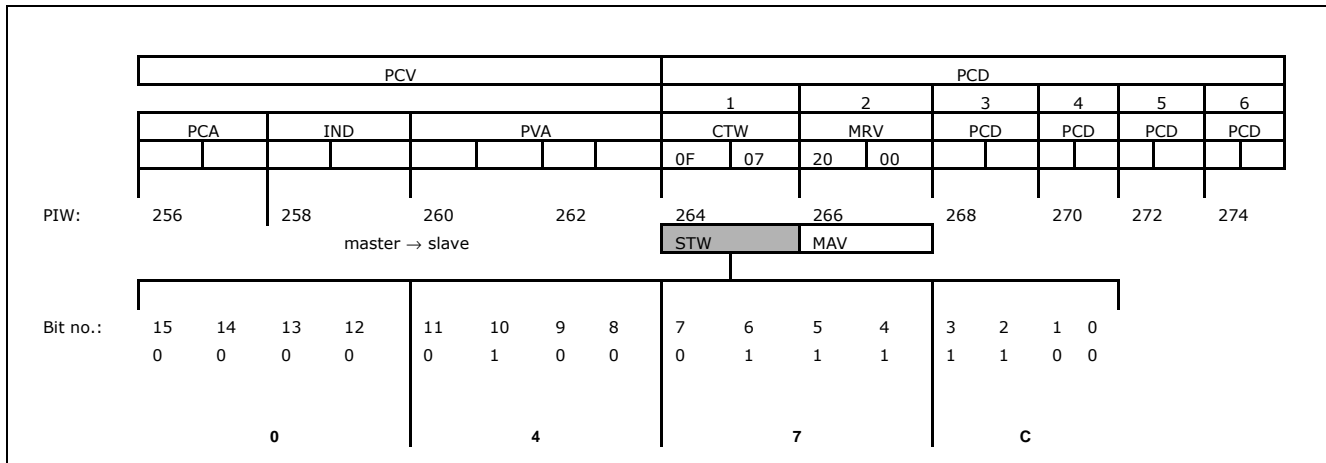 PCV PCD
1 2 3 4 5 6
PCA IND PVA CTW MRV PCD PCD PCD PCD
0F 07 20 00
PIW: 256 258 260 262 264 266 268 270 272 274
master → slave STW MAV
Bit no.: 15 14 13 12 11 10 9 8 7 6 5 4 3 2 1 0
0 0 0 0 0 1 0 0 0 1 1 1 1 1 0 0
0 4 7 C